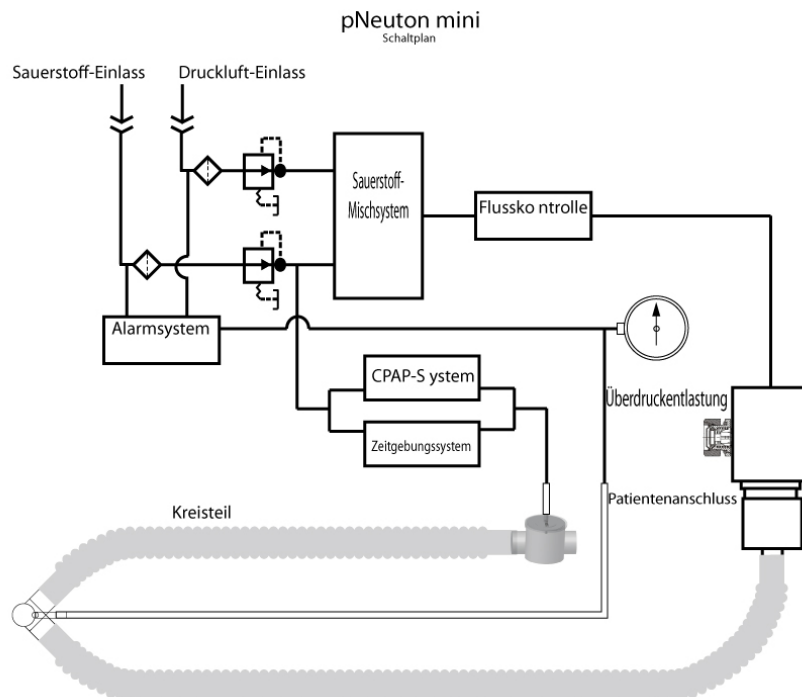 pNeuton mini
Schaltplan
Sauerstoff-Einlass
Druckluft-Einlass
Sauerstoff-
Mischsystem
Flussko ntrolle
Alarmsystem
CPAP-S ystem
Überdruckentlastung
Zeitgebungssystem
Patientenanschluss
Kreisteil